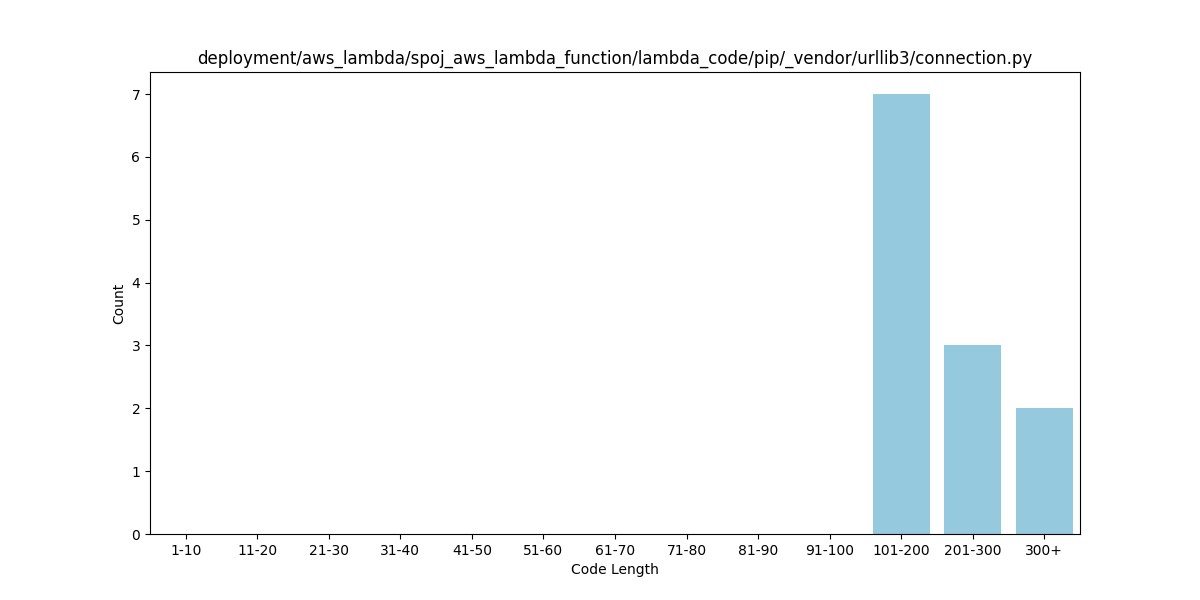 deployment/aws_lambda/spoj_aws_lambda_function/lambda_code/pip/_vendor/urllib3/connection.py
7
6
5
4
3
2
1
0
Count
1-10 11-20 21-30 31-40 41-50 51-60 61-70 71-80 81-90 91-100 101-200 201-300 300+
Code Length